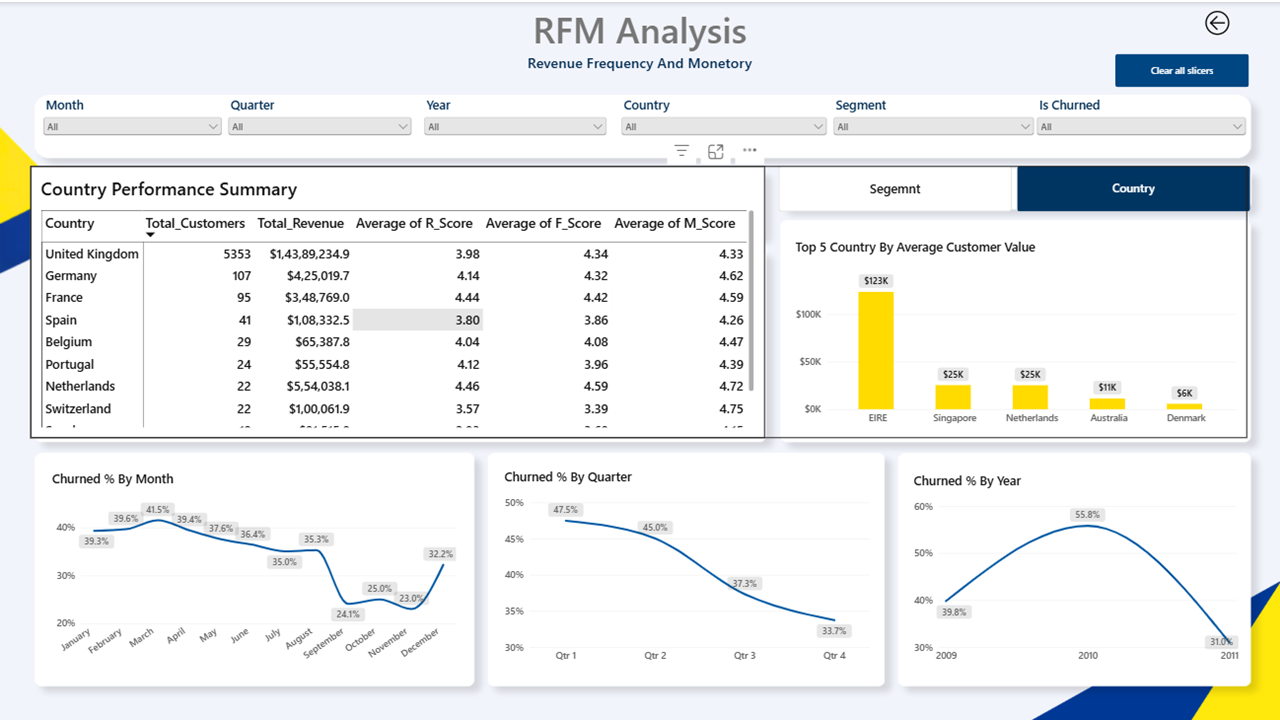 RFM Analysis
Revenue Frequency And Monetory
Clear all slicers
Month Quarter Year Country Segment Is Churned
All All All All All All
Country Performance Summary
Country Total_Customers Total_Revenue Average of R_Score Average of F_Score Average of M_Score
United Kingdom 5353 $1,43,89,234.9 3.98 4.34 4.33
Germany 107 $4,25,019.7 4.14 4.32 4.62
France 95 $3,48,769.0 4.44 4.42 4.59
Spain 41 $1,08,332.5 3.80 3.86 4.26
Belgium 29 $65,387.8 4.04 4.08 4.47
Portugal 24 $55,554.8 4.12 3.96 4.39
Netherlands 22 $5,54,038.1 4.46 4.59 4.72
Switzerland 22 $1,00,061.9 3.57 3.39 4.75
Segemnt Country
Top 5 Country By Average Customer Value
$123K
$100K
$50K
$25K $25K
$11K
$6K
$0K
EIRE Singapore Netherlands Australia Denmark
Churned % By Month
41.5%
39.6% 39.4%
40% 37.6%
36.4%
39.3% 35.3%
35.0% 32.2%
30%
25.0%
23.0%
24.1%
20%
January February March April May June July August September October November December
Churned % By Quarter
50%
47.5%
45.0%
45%
40%
37.3%
35%
33.7%
30%
Qtr 1 Qtr 2 Qtr 3 Qtr 4
Churned % By Year
60%
55.8%
50%
40%
39.8%
31.0%
30%
2009 2010 2011